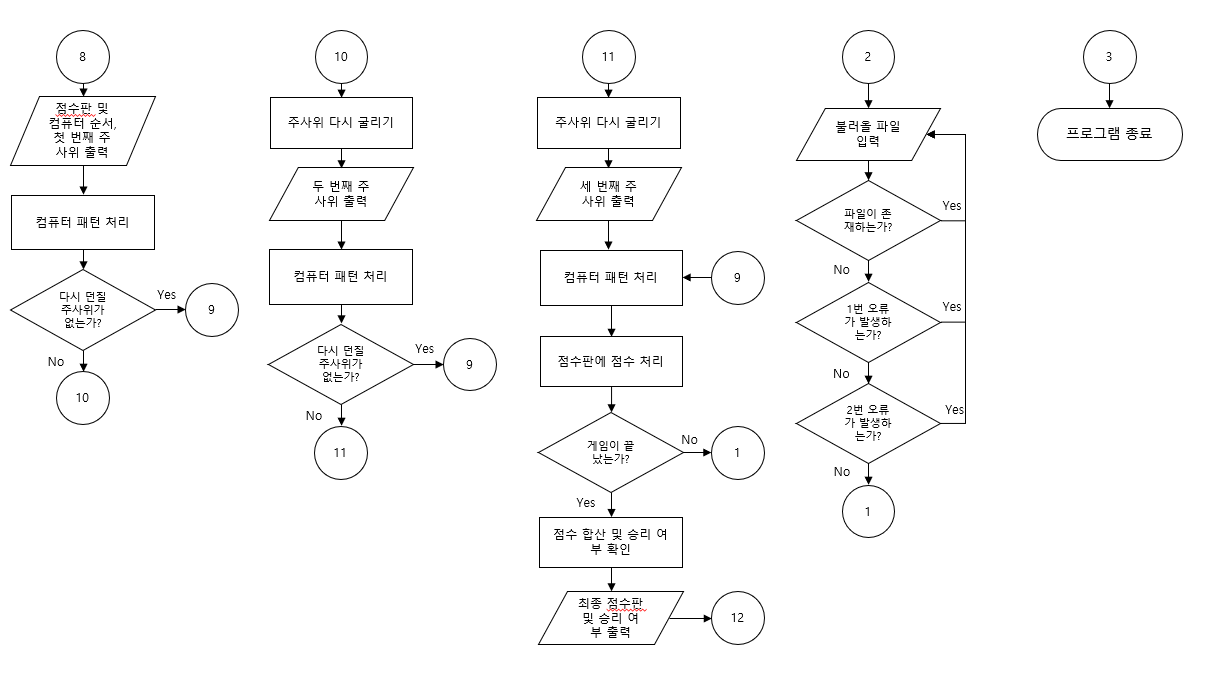 8
점수판 및
컴퓨터 순서,
첫 번째 주
사위 출력
컴퓨터 패턴 처리
다시 던질
주사위가
없는가?
Yes
9
No
10
10
주사위 다시 굴리기
두 번째 주
사위 출력
컴퓨터 패턴 처리
다시 던질
주사위가
없는가?
Yes
9
No
11
11
주사위 다시 굴리기
세 번째 주
사위 출력
컴퓨터 패턴 처리
9
점수판에 점수 처리
게임이 끝
났는가?
No
1
Yes
점수 합산 및 승리 여
부 확인
최종 점수판
및 승리 여
부 출력
12
2
불러올 파일
입력
파일이 존
재하는가?
Yes
No
1번 오류
가 발생하
는가?
Yes
No
2번 오류
가 발생하
는가?
Yes
No
1
3
프로그램 종료